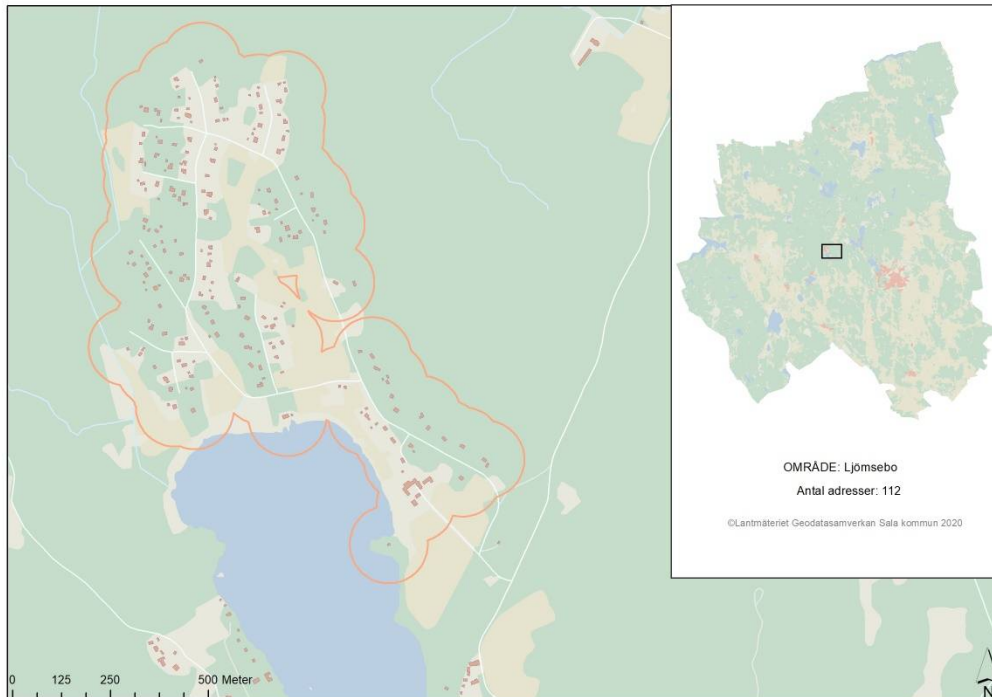 OMRÅDE: Ljömsebo
Antal adresser: 112
©Lantmäteriet Geodatasamverkan Sala kommun 2020
0 125 250 500 Meter
N